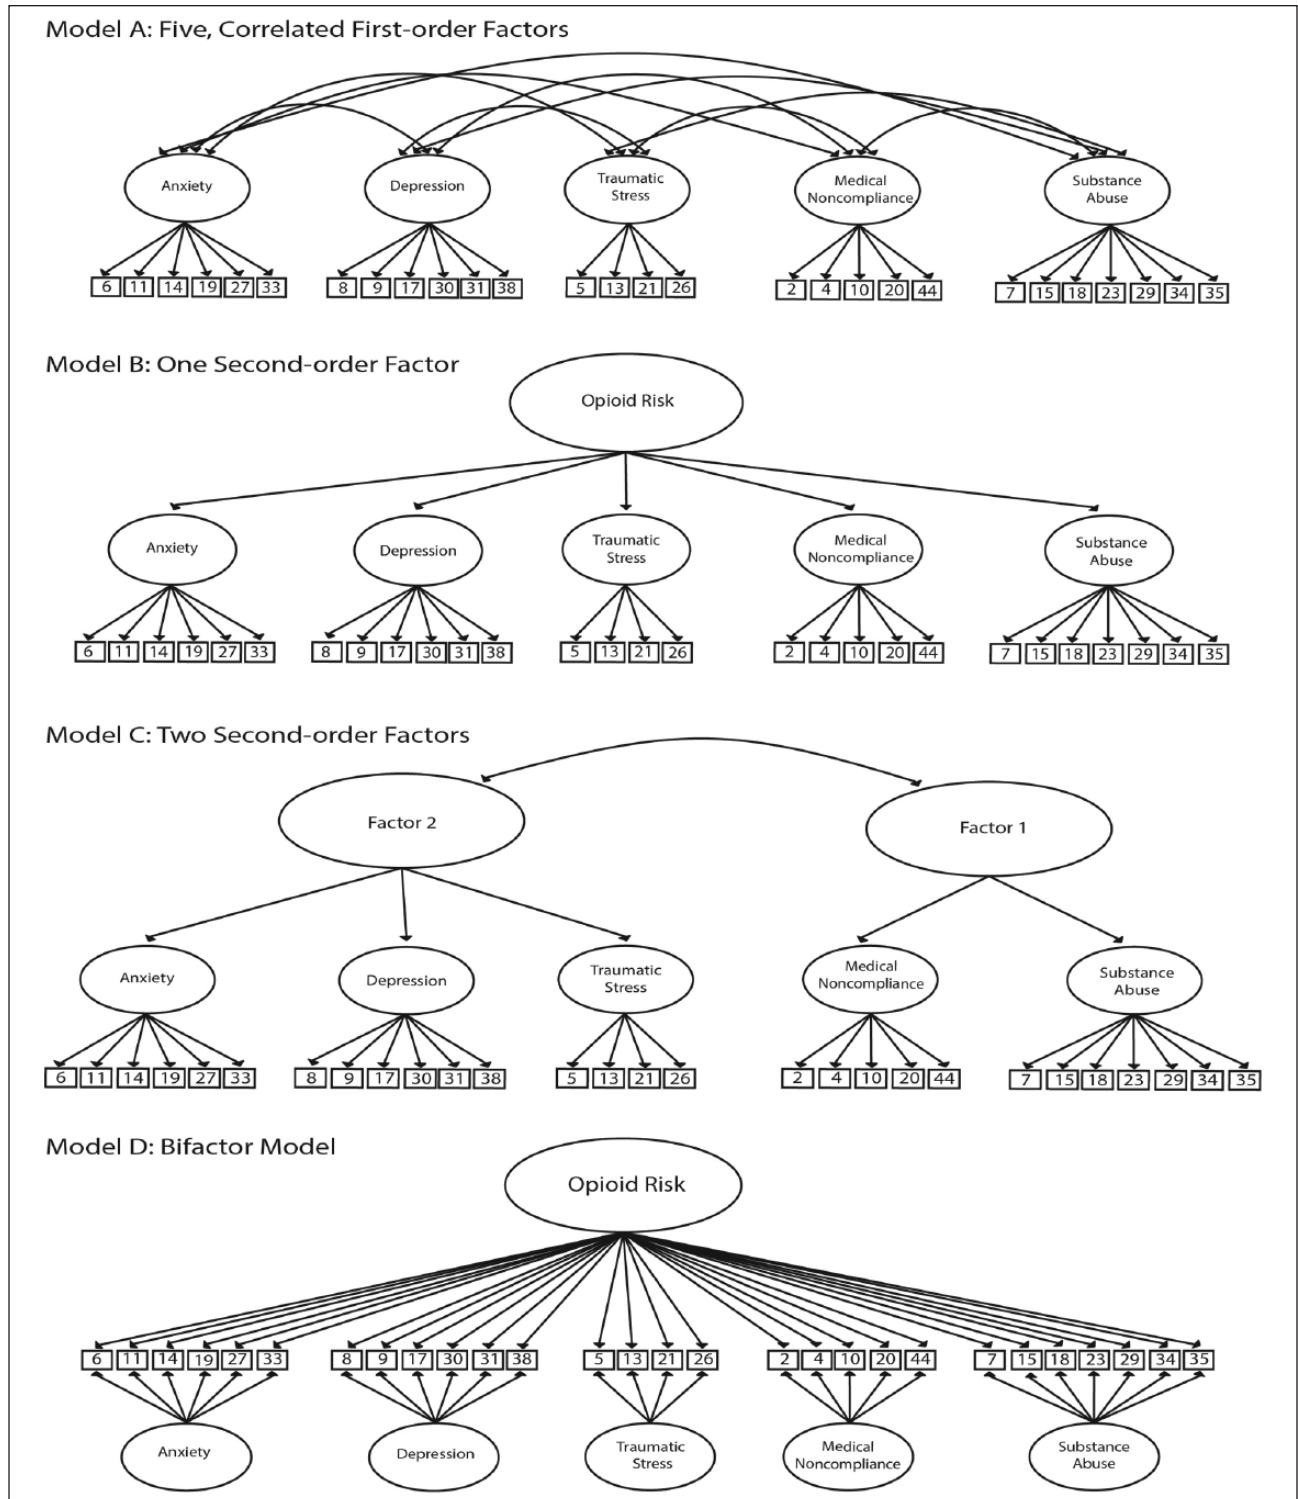 Model A: Five, Correlated First-order Factors
Anxiety
Depression
Traumatic
Stress
Medical
Noncompliance
Substance
Abuse
6 11 14 19 27 33
8 9 17 30 31 38
5 13 21 26
2 4 10 20 44
7 15 18 23 29 34 35
Model B: One Second-order Factor
Opioid Risk
Anxiety
Depression
Traumatic
Stress
Medical
Noncompliance
Substance
Abuse
6 11 14 19 27 33
8 9 17 30 31 38
5 13 21 26
2 4 10 20 44
7 15 18 23 29 34 35
Model C: Two Second-order Factors
Factor 2
Factor 1
Anxiety
Depression
Traumatic
Stress
Medical
Noncompliance
Substance
Abuse
6 11 14 19 27 33
8 9 17 30 31 38
5 13 21 26
2 4 10 20 44
7 15 18 23 29 34 35
Model D: Bifactor Model
Opioid Risk
6 11 14 19 27 33
8 9 17 30 31 38
5 13 21 26
2 4 10 20 44
7 15 18 23 29 34 35
Anxiety
Depression
Traumatic
Stress
Medical
Noncompliance
Substance
Abuse